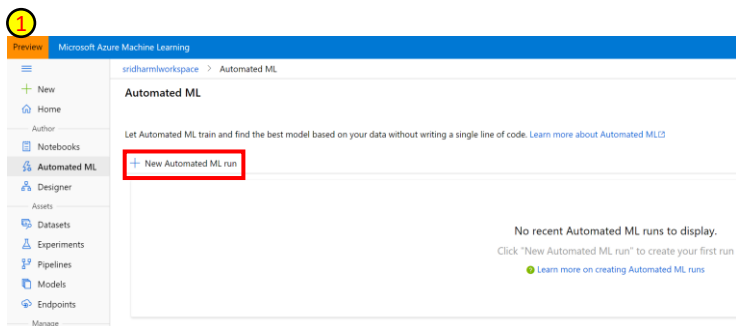 1
Preview Microsoft Azure Machine Learning
sridharmlworkspace > Automated ML
New
Home
Author
Notebooks
Automated ML
Designer
Assets
Datasets
Experiments
Pipelines
Models
Endpoints
Manage
Automated ML
Let Automated ML train and find the best model based on your data without writing a single line of code. Learn more about Automated ML
+ New Automated ML run
No recent Automated ML runs to display.
Click "New Automated ML run" to create your first run
Learn more on creating Automated ML runs